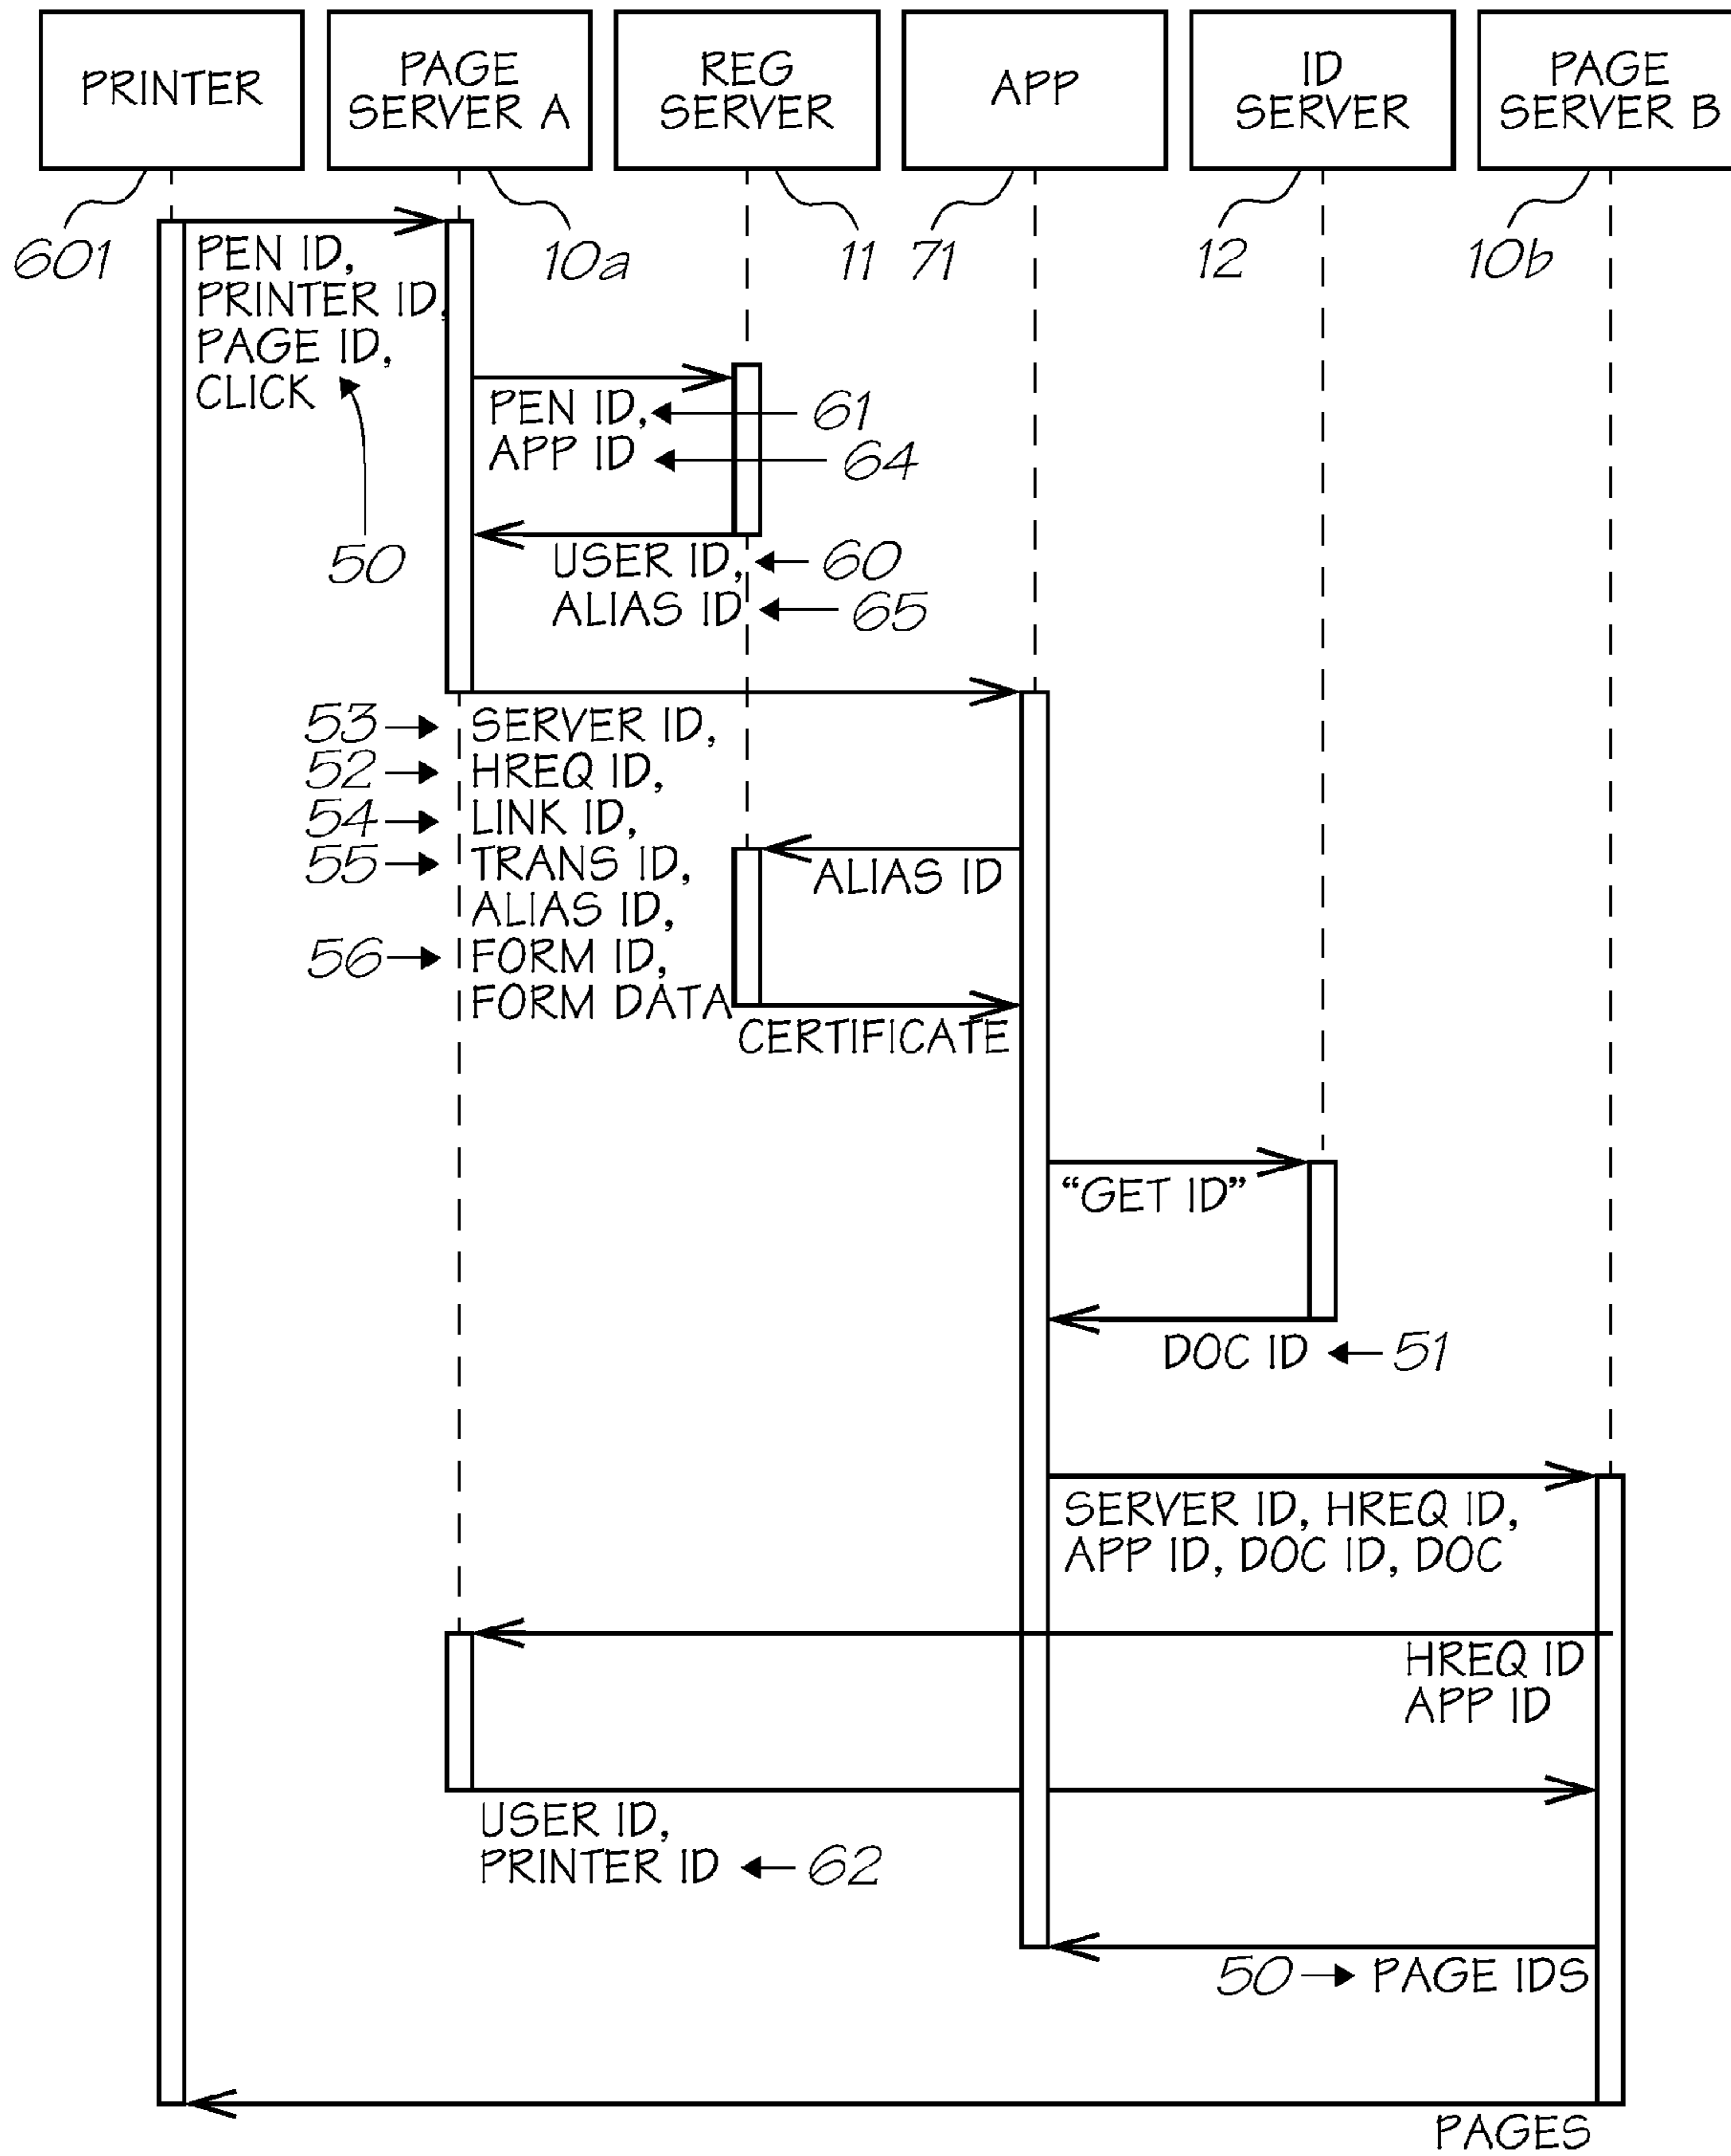 PRINTER
PAGE
SERVER A
REG
SERVER
APP
ID
SERVER
PAGE
SERVER B
601
10a
11
71
12
10b
PEN ID,
PRINTER ID,
PAGE ID,
CLICK
50
PEN ID,
61
APP ID
64
USER ID,
60
ALIAS ID
65
53
SERVER ID,
52
HREQ ID,
54
LINK ID,
55
TRANS ID,
ALIAS ID,
56
FORM ID,
FORM DATA
ALIAS ID
CERTIFICATE
“GET ID”
DOC ID
51
SERVER ID, HREQ ID,
APP ID, DOC ID, DOC
HREQ ID
APP ID
USER ID,
PRINTER ID
62
50
PAGE IDS
PAGES